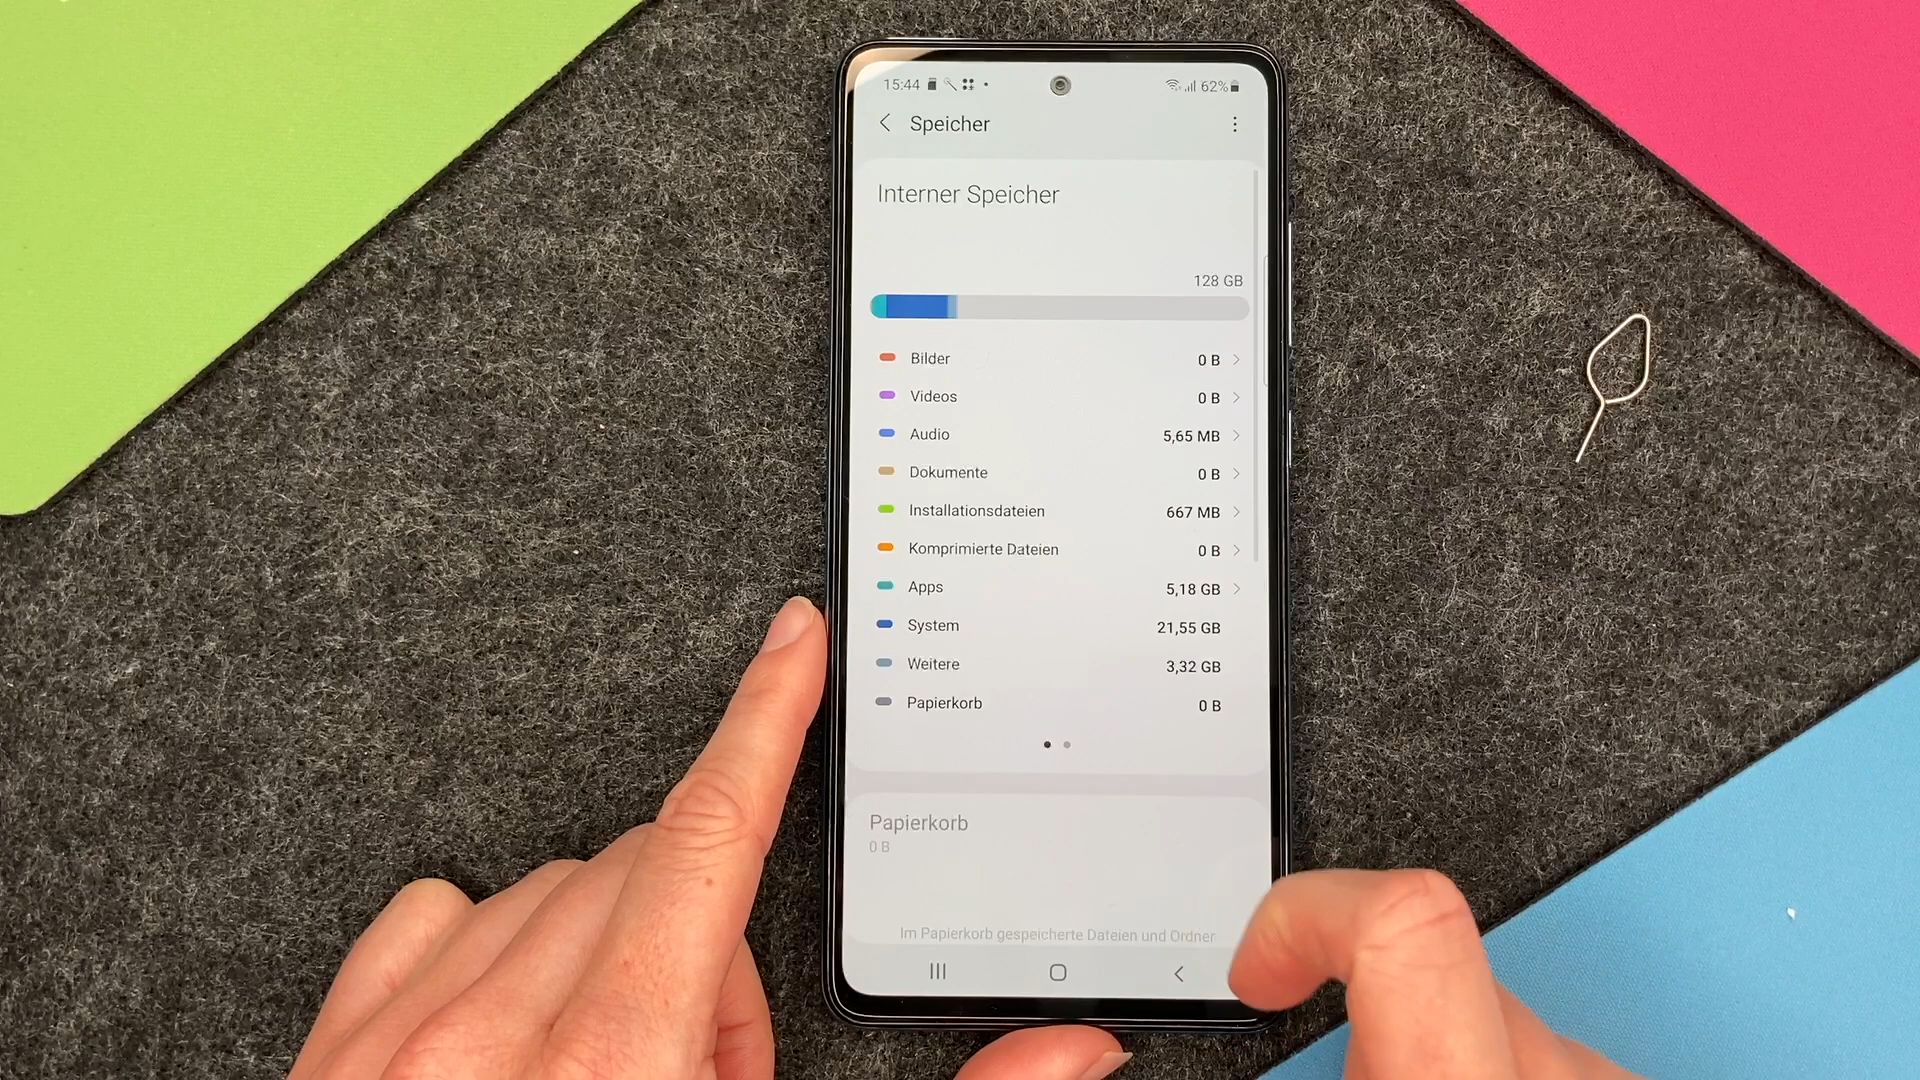 15:44 62%
Speicher
Interner Speicher
128 GB
Bilder 0 B
Videos 0 B
Audio 5,65 MB
Dokumente 0 B
Installationsdateien 667 MB
Komprimierte Dateien 0 B
Apps 5,18 GB
System 21,55 GB
Weitere 3,32 GB
Papierkorb 0 B
Papierkorb
0 B
Im Papierkorb gespeicherte Dateien und Ordner